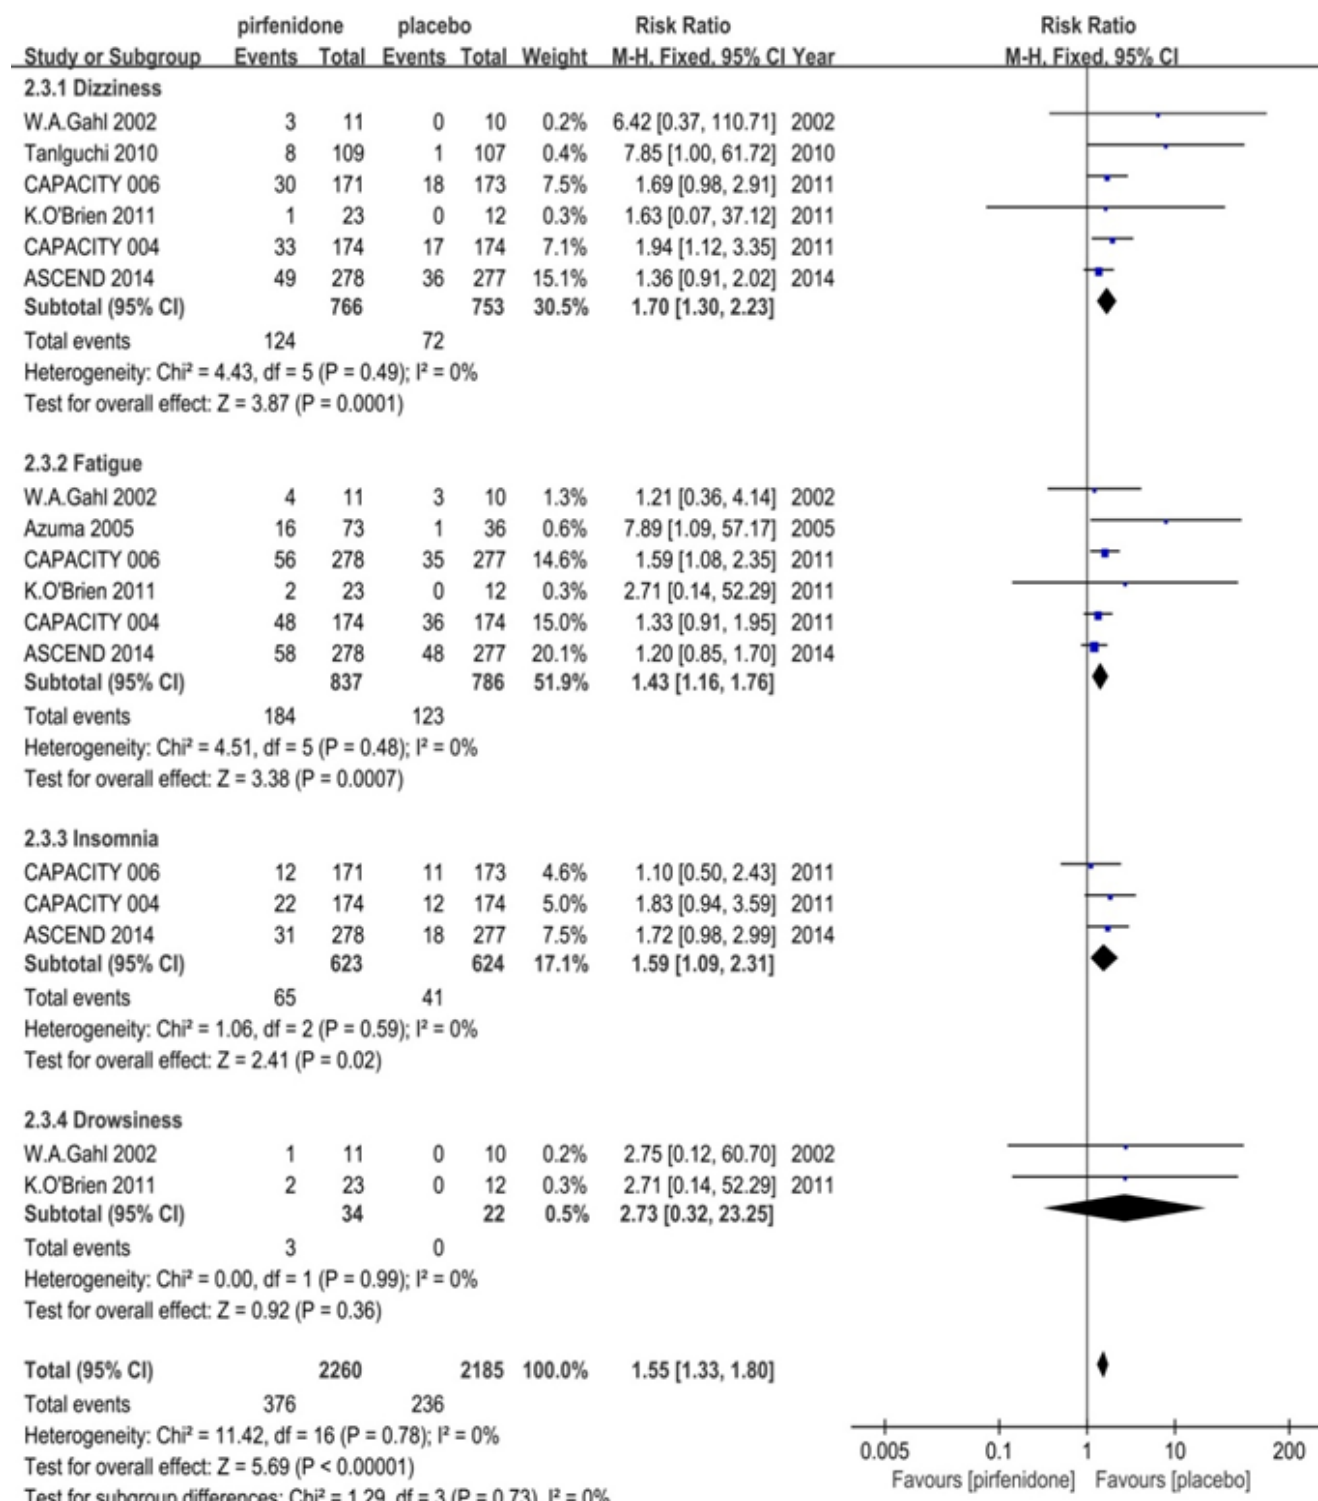 pirfenidone placebo Risk Ratio Risk Ratio
Study or Subgroup Events Total Events Total Weight M-H, Fixed, 95% CI Year M-H, Fixed, 95% CI
2.3.1 Dizziness
W.A.Gahl 2002 3 11 0 10 0.2% 6.42 [0.37, 110.71] 2002
TanIguchi 2010 8 109 1 107 0.4% 7.85 [1.00, 61.72] 2010
CAPACITY 006 30 171 18 173 7.5% 1.69 [0.98, 2.91] 2011
K.O'Brien 2011 1 23 0 12 0.3% 1.63 [0.07, 37.12] 2011
CAPACITY 004 33 174 17 174 7.1% 1.94 [1.12, 3.35] 2011
ASCEND 2014 49 278 36 277 15.1% 1.36 [0.91, 2.02] 2014
Subtotal (95% CI) 766 753 30.5% 1.70 [1.30, 2.23]
Total events 124 72
Heterogeneity: Chi² = 4.43, df = 5 (P = 0.49); I² = 0%
Test for overall effect: Z = 3.87 (P = 0.0001)
2.3.2 Fatigue
W.A.Gahl 2002 4 11 3 10 1.3% 1.21 [0.36, 4.14] 2002
Azuma 2005 16 73 1 36 0.6% 7.89 [1.09, 57.17] 2005
CAPACITY 006 56 278 35 277 14.6% 1.59 [1.08, 2.35] 2011
K.O'Brien 2011 2 23 0 12 0.3% 2.71 [0.14, 52.29] 2011
CAPACITY 004 48 174 36 174 15.0% 1.33 [0.91, 1.95] 2011
ASCEND 2014 58 278 48 277 20.1% 1.20 [0.85, 1.70] 2014
Subtotal (95% CI) 837 786 51.9% 1.43 [1.16, 1.76]
Total events 184 123
Heterogeneity: Chi² = 4.51, df = 5 (P = 0.48); I² = 0%
Test for overall effect: Z = 3.38 (P = 0.0007)
2.3.3 Insomnia
CAPACITY 006 12 171 11 173 4.6% 1.10 [0.50, 2.43] 2011
CAPACITY 004 22 174 12 174 5.0% 1.83 [0.94, 3.59] 2011
ASCEND 2014 31 278 18 277 7.5% 1.72 [0.98, 2.99] 2014
Subtotal (95% CI) 623 624 17.1% 1.59 [1.09, 2.31]
Total events 65 41
Heterogeneity: Chi² = 1.06, df = 2 (P = 0.59); I² = 0%
Test for overall effect: Z = 2.41 (P = 0.02)
2.3.4 Drowsiness
W.A.Gahl 2002 1 11 0 10 0.2% 2.75 [0.12, 60.70] 2002
K.O'Brien 2011 2 23 0 12 0.3% 2.71 [0.14, 52.29] 2011
Subtotal (95% CI) 34 22 0.5% 2.73 [0.32, 23.25]
Total events 3 0
Heterogeneity: Chi² = 0.00, df = 1 (P = 0.99); I² = 0%
Test for overall effect: Z = 0.92 (P = 0.36)
Total (95% CI) 2260 2185 100.0% 1.55 [1.33, 1.80]
Total events 376 236
Heterogeneity: Chi² = 11.42, df = 16 (P = 0.78); I² = 0%
Test for overall effect: Z = 5.69 (P < 0.00001)
Test for subgroup differences: Chi² = 1.29, df = 3 (P = 0.73), I² = 0%
0.005 0.1 1 10 200
Favours [pirfenidone] Favours [placebo]